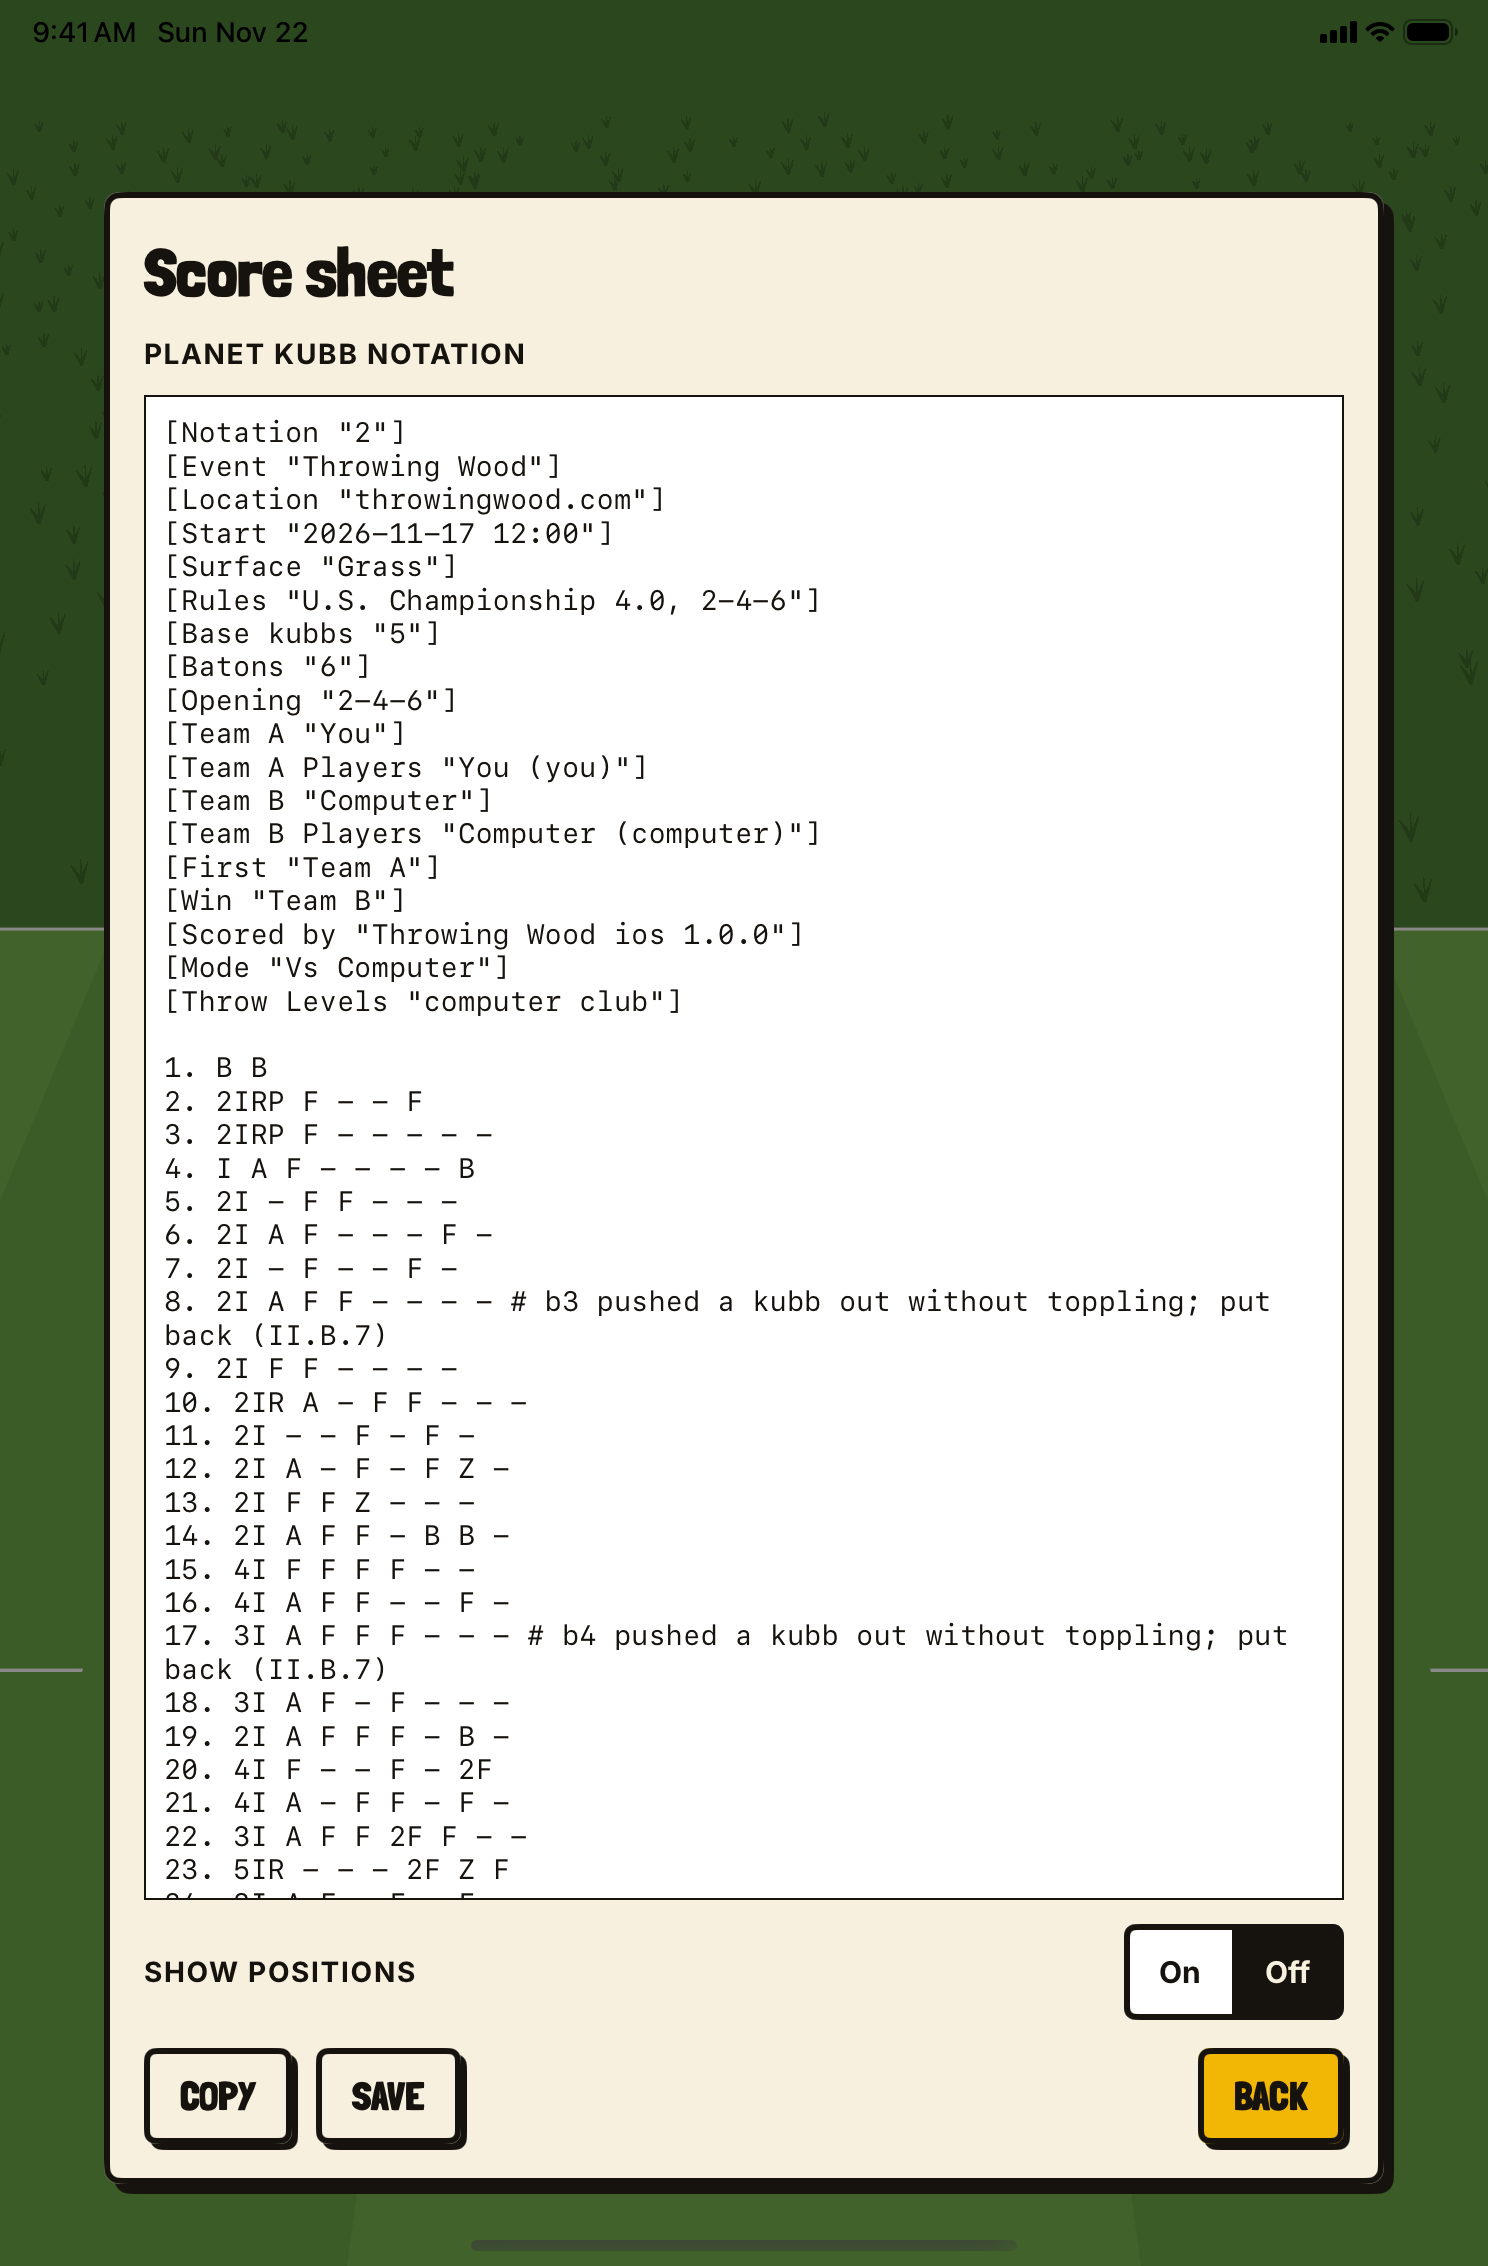 9:41 AM Sun Nov 22
Score sheet
PLANET KUBB NOTATION
[Notation "2"]
[Event "Throwing Wood"]
[Location "throwingwood.com"]
[Start "2026-11-17 12:00"]
[Surface "Grass"]
[Rules "U.S. Championship 4.0, 2-4-6"]
[Base kubbs "5"]
[Batons "6"]
[Opening "2-4-6"]
[Team A "You"]
[Team A Players "You (you)"]
[Team B "Computer"]
[Team B Players "Computer (computer)"]
[First "Team A"]
[Win "Team B"]
[Scored by "Throwing Wood ios 1.0.0"]
[Mode "Vs Computer"]
[Throw Levels "computer club"]
1. B B
2. 2IRP F - - F
3. 2IRP F - - - - -
4. I A F - - - - B
5. 2I - F F - - -
6. 2I A F - - - F -
7. 2I - F - - F -
8. 2I A F F - - - - # b3 pushed a kubb out without toppling; put
back (II.B.7)
9. 2I F F - - - -
10. 2IR A - F F - - -
11. 2I - - F - F -
12. 2I A - F - F Z -
13. 2I F F Z - - -
14. 2I A F F - B B -
15. 4I F F F F - -
16. 4I A F F - - F -
17. 3I A F F F - - - # b4 pushed a kubb out without toppling; put
back (II.B.7)
18. 3I A F - F - - -
19. 2I A F F F - B -
20. 4I F - - F - 2F
21. 4I A - F F - F -
22. 3I A F F 2F F - -
23. 5IR - - - 2F Z F
SHOW POSITIONS
On Off
COPY SAVE BACK